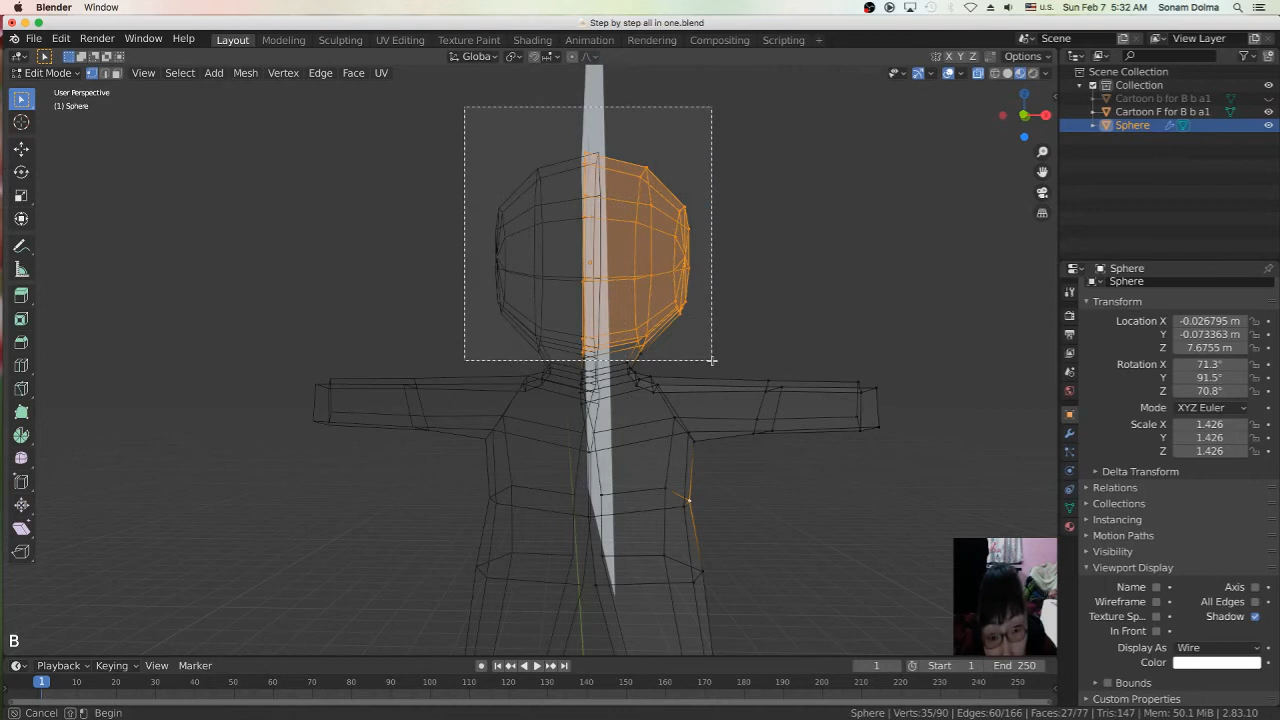 Blender Window
U.S. Sun Feb 7 5:32 AM Sonam Dolma
Step by step all in one.blend
File Edit Render Window Help Layout Modeling Sculpting UV Editing Texture Paint Shading Animation Rendering Compositing Scripting + Scene View Layer
Globa X Y Z Options
Edit Mode View Select Add Mesh Vertex Edge Face UV
Scene Collection
Collection
Cartoon b for B b a1
Cartoon F for B b a1
Sphere
User Perspective
(1) Sphere
Sphere
Sphere
Transform
Location X -0.026795 m
Y -0.073363 m
Z 7.6755 m
Rotation X 71.3°
Y 91.5°
Z 70.8°
Mode XYZ Euler
Scale X 1.426
Y 1.426
Z 1.426
Delta Transform
Relations
Collections
Instancing
Motion Paths
Visibility
Viewport Display
Name Axis
Wireframe All Edges
Texture Sp... Shadow
In Front
Display As Wire
Color
Bounds
Custom Properties
B
Playback Keying View Marker 1 Start 1 End 250
1 10 20 30 40 50 60 70 80 90 100 110 120 130 140 150 160 170 180 190 200 210 220 230 240 250
Cancel Begin Sphere | Verts:35/90 | Edges:60/166 | Faces:27/77 | Tris:147 | Mem: 50.1 MiB | 2.83.10